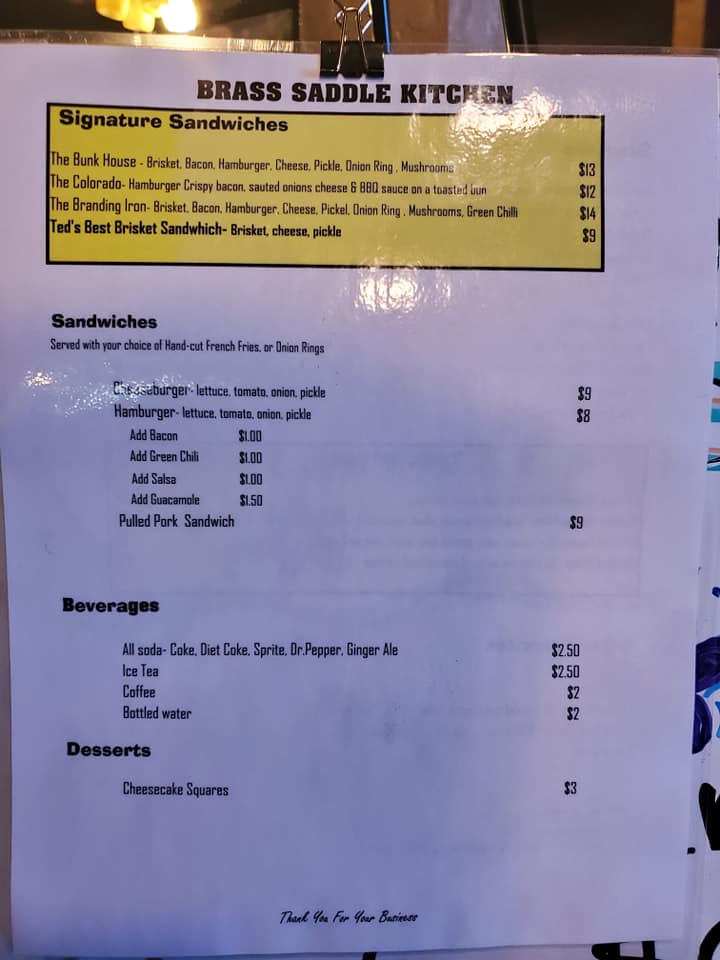 BRASS SADDLE KITCHEN
Signature Sandwiches
The Bunk House - Brisket, Bacon, Hamburger, Cheese, Pickle, Onion Ring , Mushrooms $13
The Colorado- Hamburger Crispy bacon, sauted onions cheese & BBQ sauce on a toasted bun $12
The Branding Iron- Brisket, Bacon, Hamburger, Cheese, Pickel, Onion Ring , Mushrooms, Green Chilli $14
Ted's Best Brisket Sandwhich- Brisket, cheese, pickle $9
Sandwiches
Served with your choice of Hand-cut French Fries, or Onion Rings
Cheeseburger- lettuce, tomato, onion, pickle $9
Hamburger- lettuce, tomato, onion, pickle $8
Add Bacon $1.00
Add Green Chili $1.00
Add Salsa $1.00
Add Guacamole $1.50
Pulled Pork Sandwich $9
Beverages
All soda- Coke, Diet Coke, Sprite, Dr.Pepper, Ginger Ale $2.50
Ice Tea $2.50
Coffee $2
Bottled water $2
Desserts
Cheesecake Squares $3
Thank You For Your Business